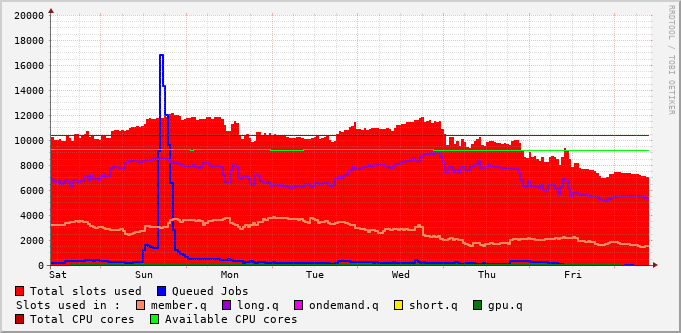 20000
18000
16000
14000
12000
10000
8000
6000
4000
2000
0
Sat Sun Mon Tue Wed Thu Fri
RRDTOOL / TOBI OETIKER
Total slots used Queued Jobs
Slots used in : member.q long.q ondemand.q short.q gpu.q
Total CPU cores Available CPU cores